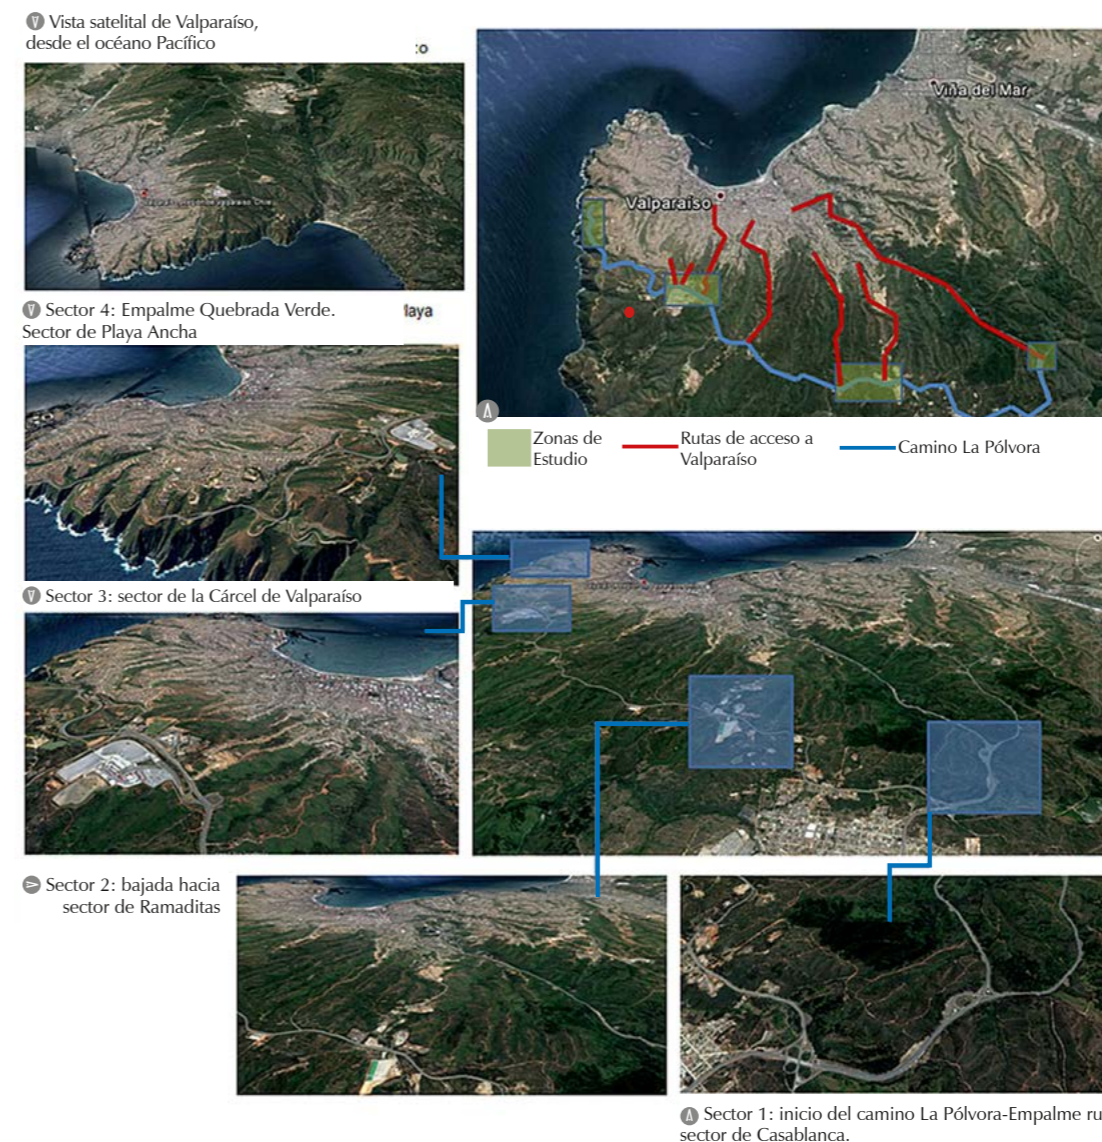 Vista satelital de Valparaíso,
desde el océano Pacífico
:o
Viña del Mar
Valparaíso
Sector 4: Empalme Quebrada Verde.
Sector de Playa Ancha
laya
Zonas de
Estudio
Rutas de acceso a
Valparaíso
Camino La Pólvora
Sector 3: sector de la Cárcel de Valparaíso
Sector 2: bajada hacia
sector de Ramaditas
Sector 1: inicio del camino La Pólvora-Empalme ru
sector de Casablanca.